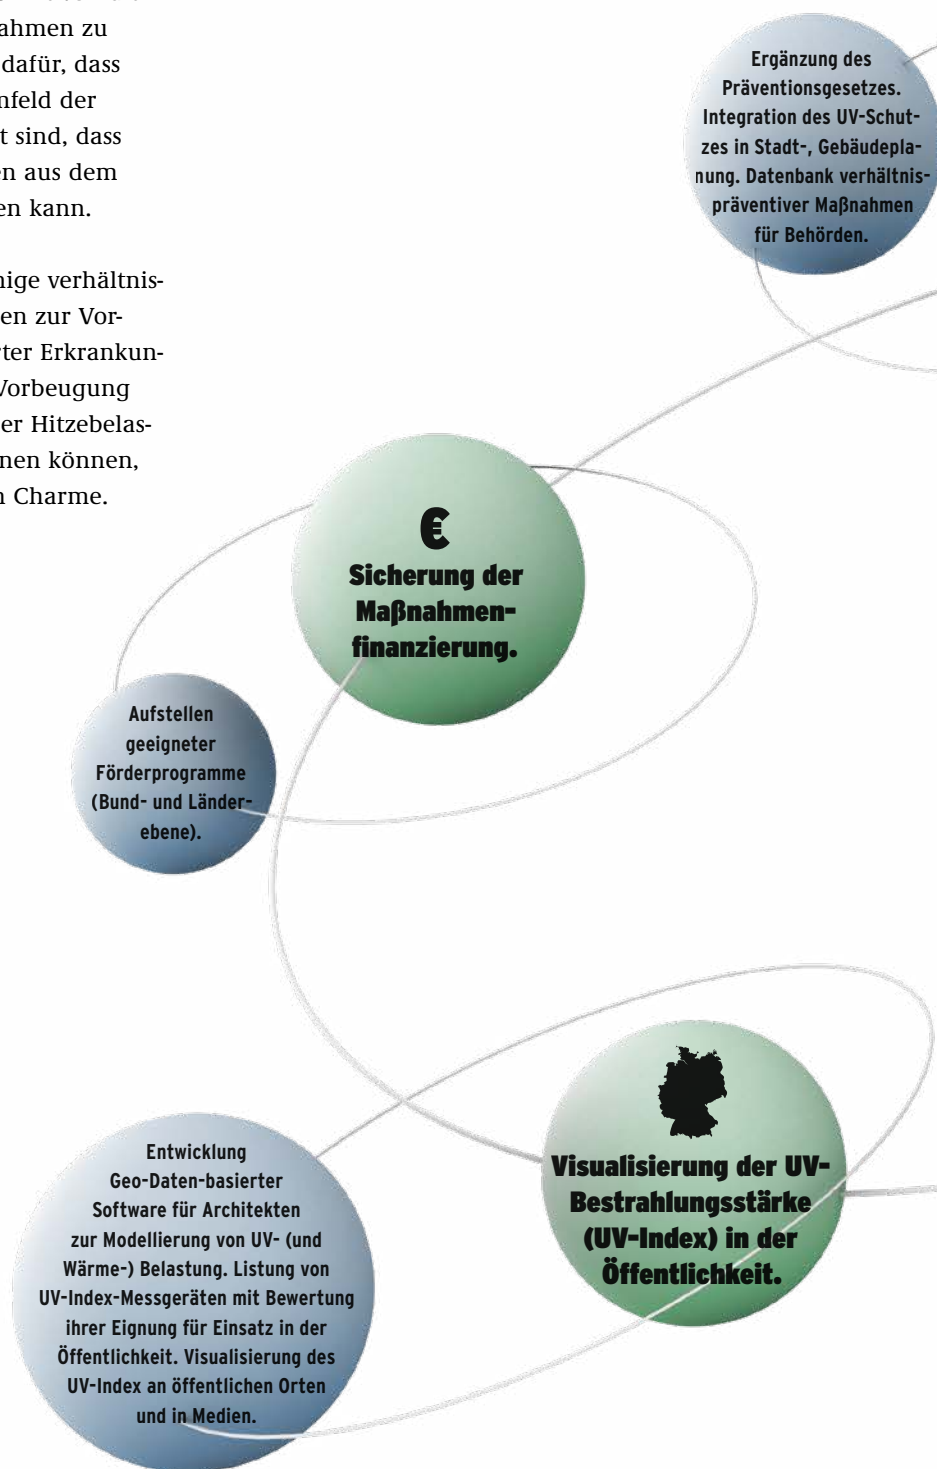 ahmen zu
dafür, dass
nfeld der
t sind, dass
en aus dem
en kann.
nige verhältnis-
en zur Vor-
rter Erkrankun-
Vorbeugung
er Hitzebelas-
nen können,
n Charme.
Ergänzung des
Präventionsgesetzes.
Integration des UV-Schut-
zes in Stadt-, Gebäudepla-
nung. Datenbank verhältnis-
präventiver Maßnahmen
für Behörden.
€
Sicherung der
Maßnahmen-
finanzierung.
Aufstellen
geeigneter
Förderprogramme
(Bund- und Länder-
ebene).
Visualisierung der UV-
Bestrahlungsstärke
(UV-Index) in der
Öffentlichkeit.
Entwicklung
Geo-Daten-basierter
Software für Architekten
zur Modellierung von UV- (und
Wärme-) Belastung. Listung von
UV-Index-Messgeräten mit Bewertung
ihrer Eignung für Einsatz in der
Öffentlichkeit. Visualisierung des
UV-Index an öffentlichen Orten
und in Medien.